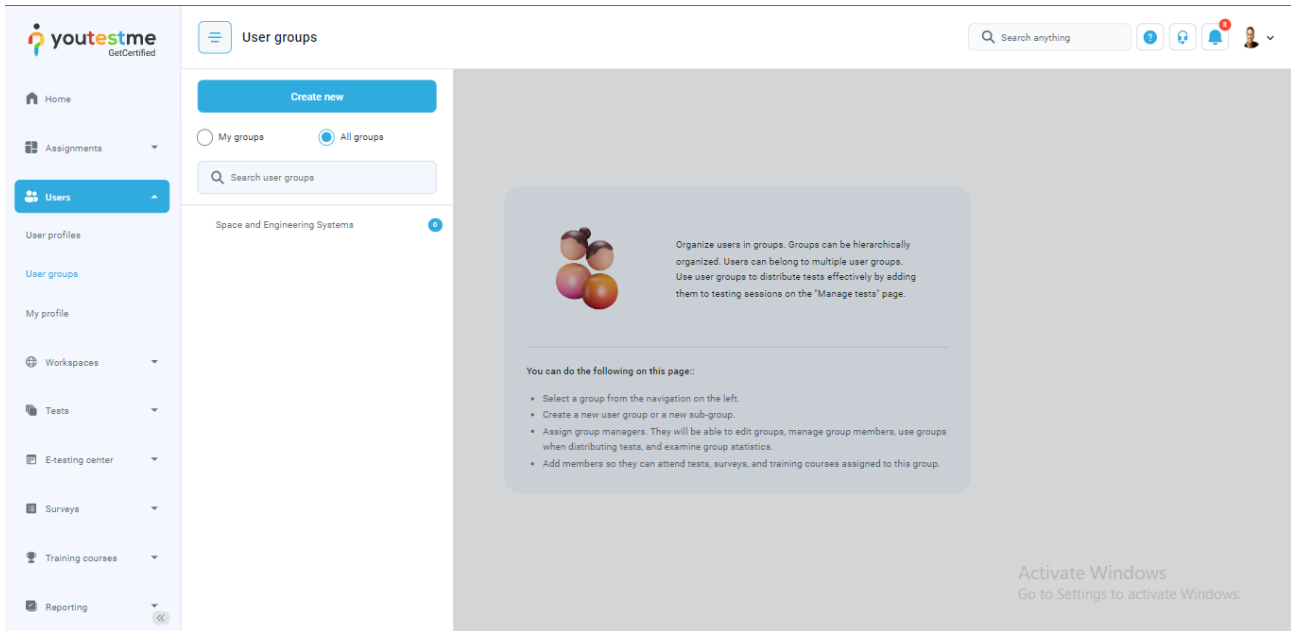 youtestme
GetCertified
User groups
Search anything
?
8
Home
Assignments
Users
User profiles
User groups
My profile
Workspaces
Tests
E-testing center
Surveys
Training courses
Reporting
Create new
My groups
All groups
Search user groups
Space and Engineering Systems
0
Organize users in groups. Groups can be hierarchically
organized. Users can belong to multiple user groups.
Use user groups to distribute tests effectively by adding
them to testing sessions on the "Manage tests" page.
You can do the following on this page::
• Select a group from the navigation on the left.
• Create a new user group or a new sub-group.
• Assign group managers. They will be able to edit groups, manage group members, use groups
when distributing tests, and examine group statistics.
• Add members so they can attend tests, surveys, and training courses assigned to this group.
Activate Windows
Go to Settings to activate Windows.